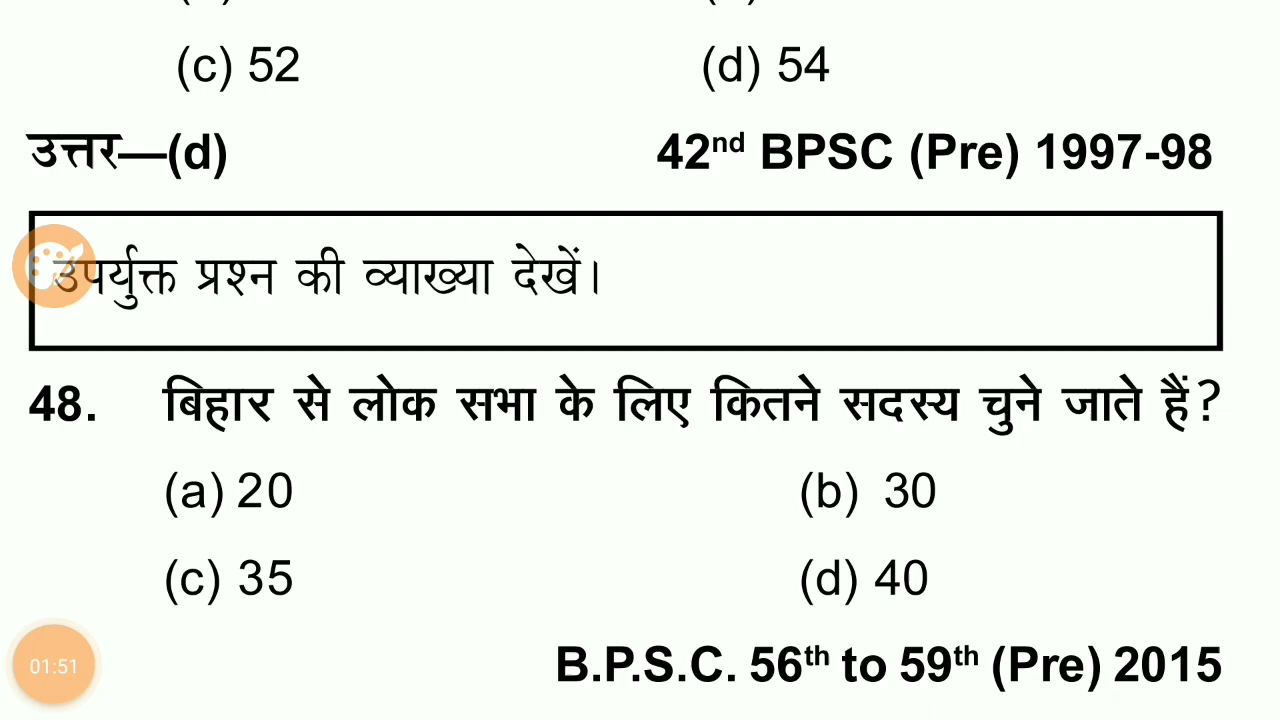 (c) 52 (d) 54
उत्तर—(d) 42nd BPSC (Pre) 1997-98
उपर्युक्त प्रश्न की व्याख्या देखें।
48. बिहार से लोक सभा के लिए कितने सदस्य चुने जाते हैं?
(a) 20 (b) 30
(c) 35 (d) 40
01:51 B.P.S.C. 56th to 59th (Pre) 2015